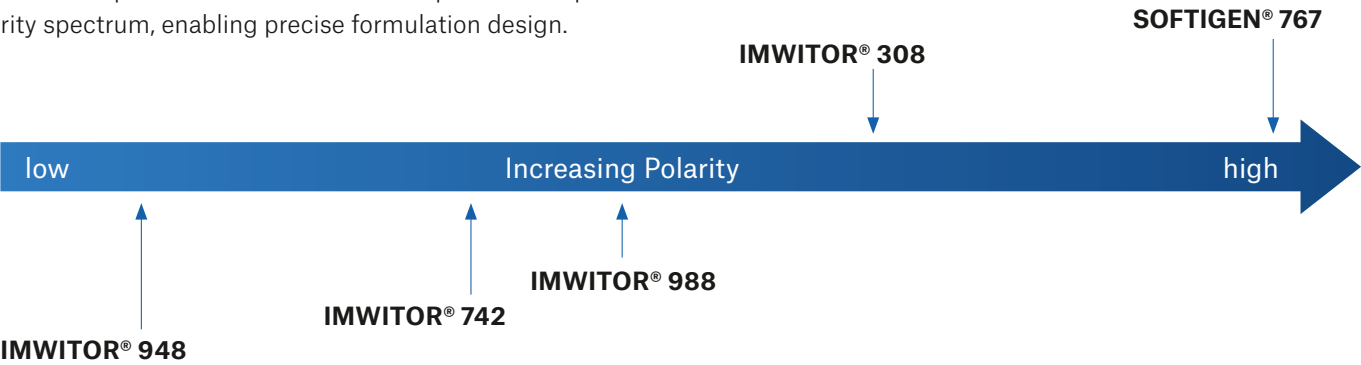 rity spectrum, enabling precise formulation design.
SOFTIGEN® 767
IMWITOR® 308
low Increasing Polarity high
IMWITOR® 988
IMWITOR® 742
IMWITOR® 948